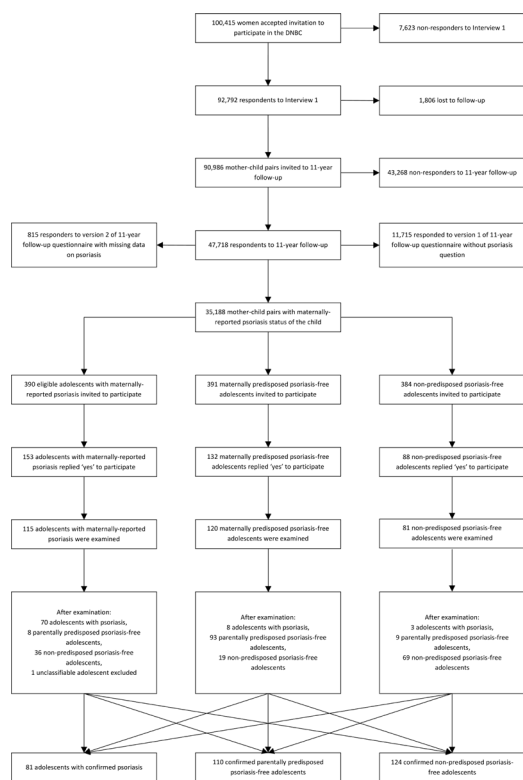 100,415 women accepted invitation to
participate in the DNBC
7,623 non-responders to Interview 1
92,792 respondents to Interview 1
1,806 lost to follow-up
90,986 mother-child pairs invited to 11-year
follow-up
43,268 non-responders to 11-year follow-up
815 responders to version 2 of 11-year
follow-up questionnaire with missing data
on psoriasis
47,718 respondents to 11-year follow-up
11,715 responded to version 1 of 11-year
follow-up questionnaire without psoriasis
question
35,188 mother-child pairs with maternally-
reported psoriasis status of the child
390 eligible adolescents with maternally-
reported psoriasis invited to participate
391 maternally predisposed psoriasis-free
adolescents invited to participate
384 non-predisposed psoriasis-free
adolescents invited to participate
153 adolescents with maternally-reported
psoriasis replied 'yes' to participate
132 maternally predisposed psoriasis-free
adolescents replied 'yes' to participate
88 non-predisposed psoriasis-free
adolescents replied 'yes' to participate
115 adolescents with maternally-reported
psoriasis were examined
120 maternally predisposed psoriasis-free
adolescents were examined
81 non-predisposed psoriasis-free
adolescents were examined
After examination:
70 adolescents with psoriasis,
8 parentally predisposed psoriasis-free
adolescents,
36 non-predisposed psoriasis-free
adolescents,
1 unclassifiable adolescent excluded
After examination:
8 adolescents with psoriasis,
93 parentally predisposed psoriasis-free
adolescents,
19 non-predisposed psoriasis-free
adolescents
After examination:
3 adolescents with psoriasis,
9 parentally predisposed psoriasis-free
adolescents,
69 non-predisposed psoriasis-free
adolescents
81 adolescents with confirmed psoriasis
110 confirmed parentally predisposed
psoriasis-free adolescents
124 confirmed non-predisposed psoriasis-
free adolescents